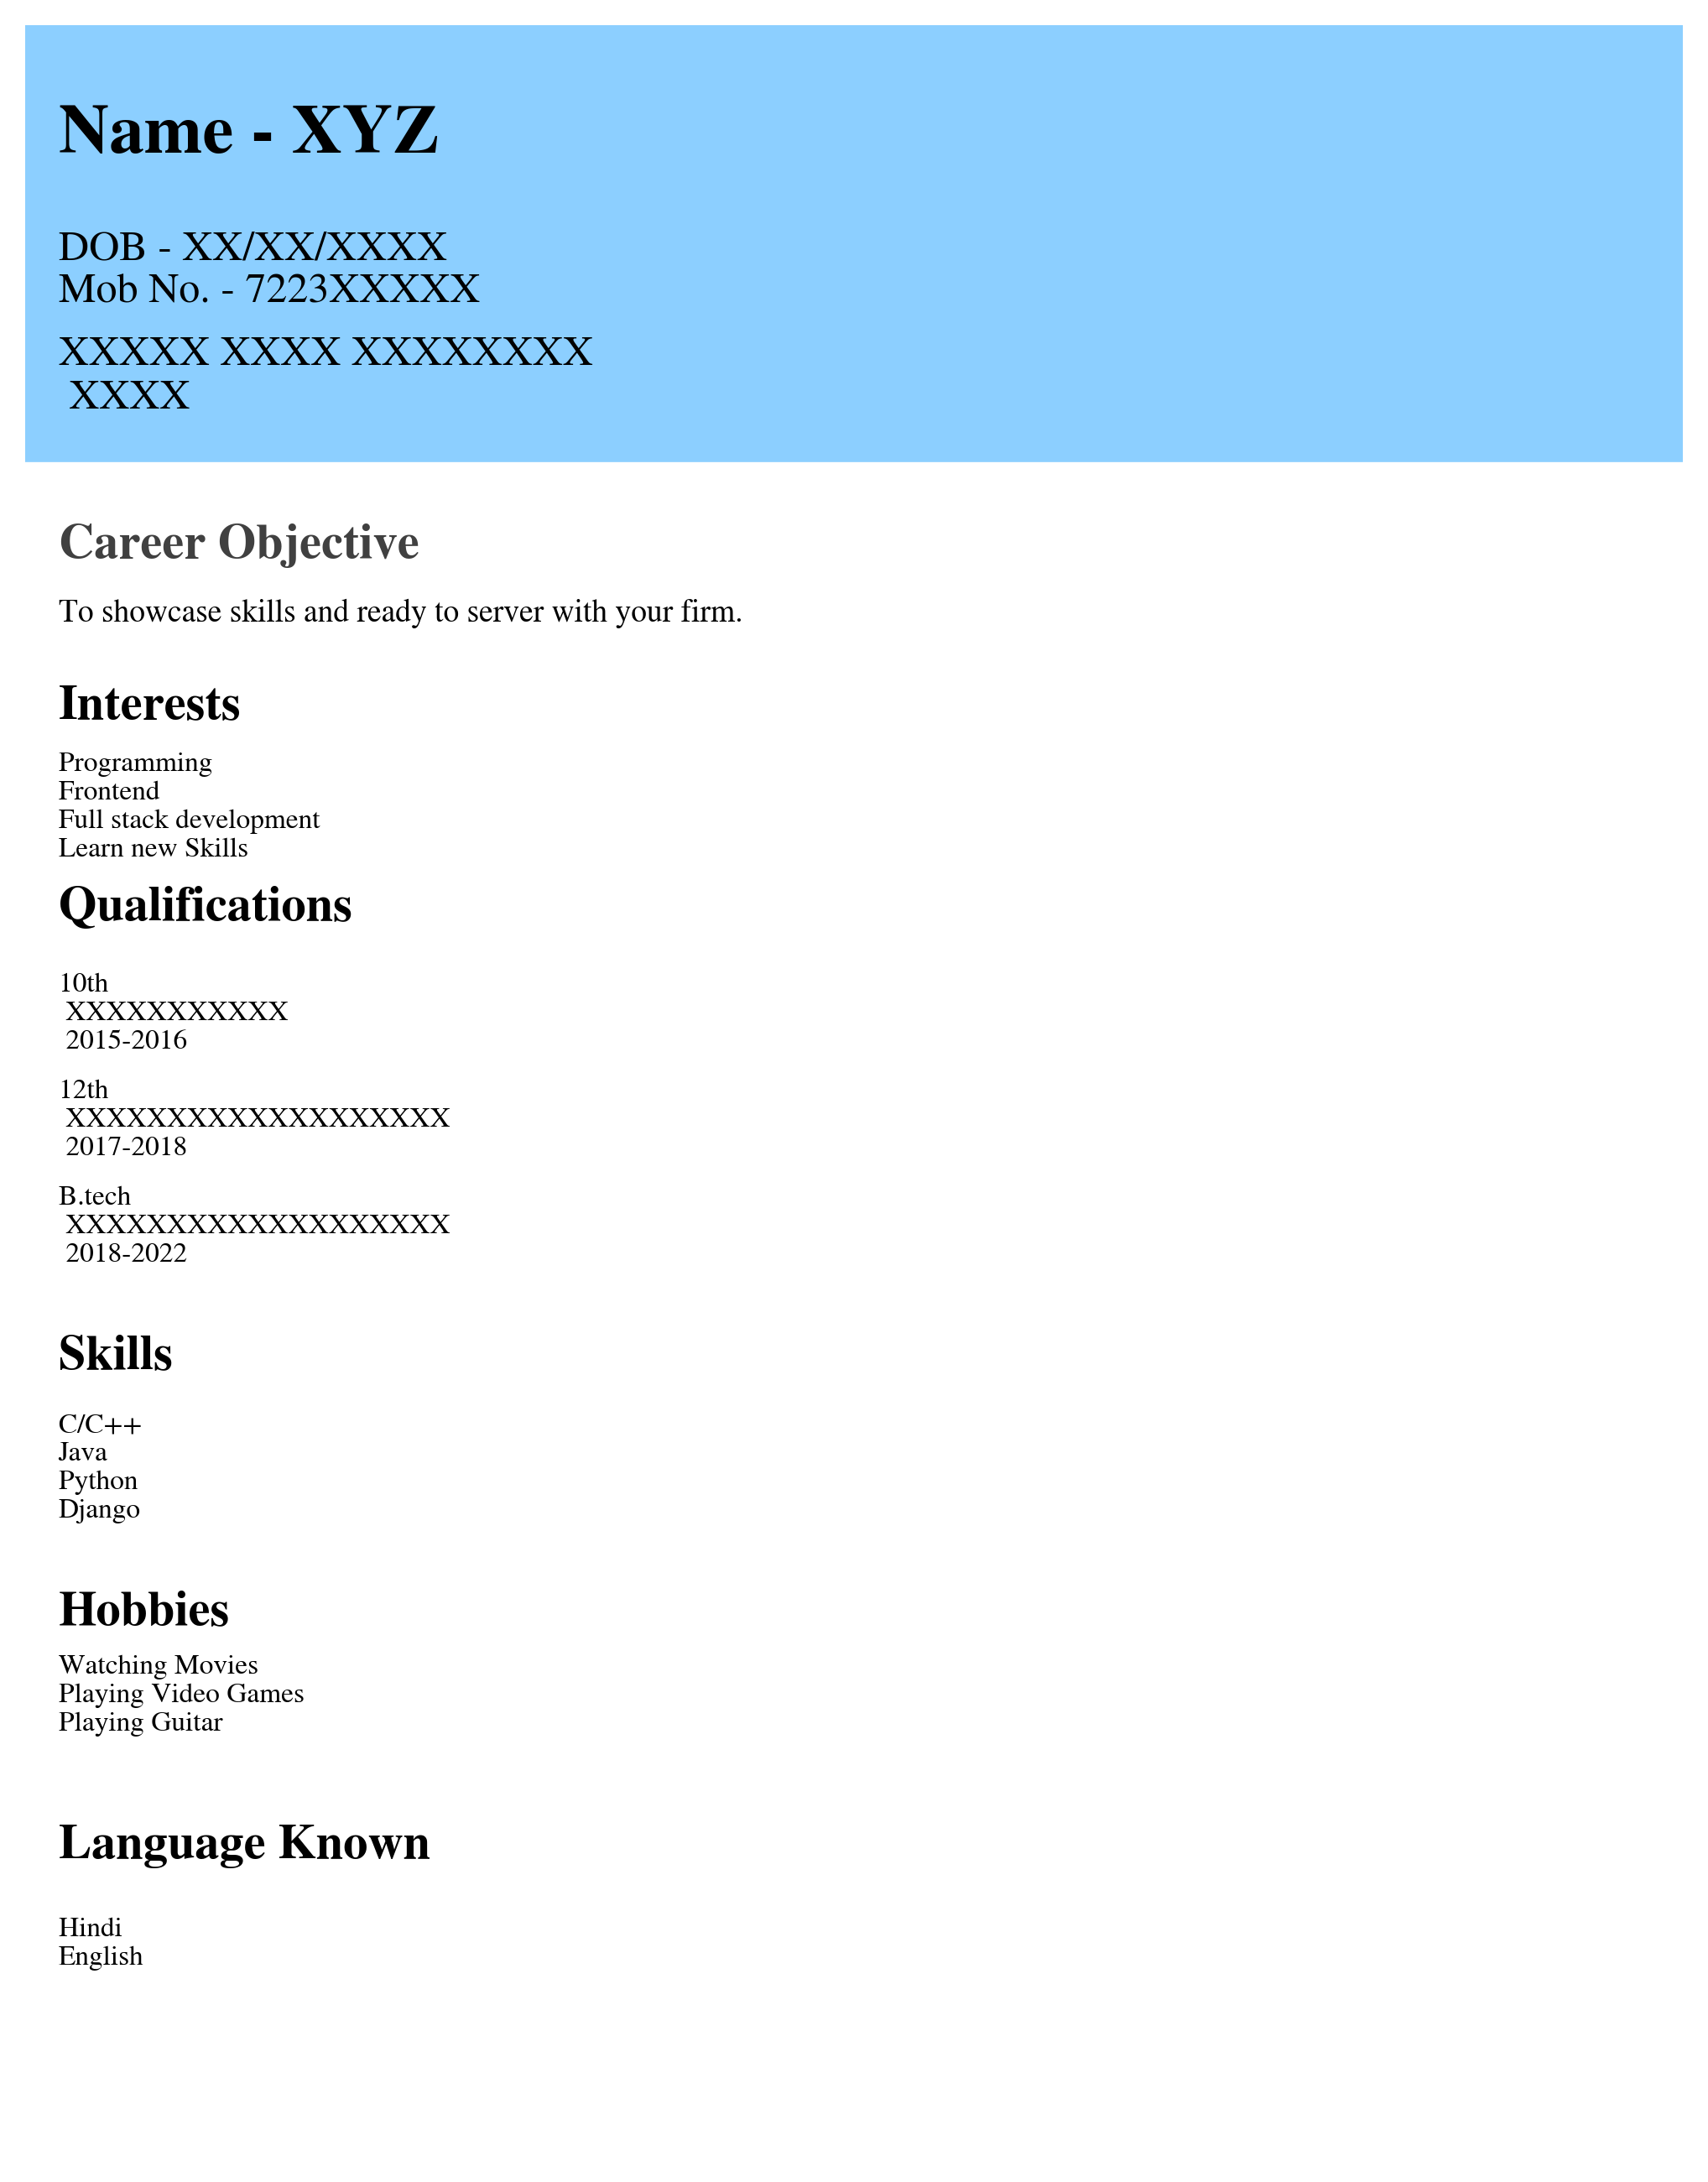 Name - XYZ
DOB - XX/XX/XXXX
Mob No. - 7223XXXXX
XXXXX XXXX XXXXXXXX
XXXX
Career Objective
To showcase skills and ready to server with your firm.
Interests
Programming
Frontend
Full stack development
Learn new Skills
Qualifications
10th
XXXXXXXXXXX
2015-2016
12th
XXXXXXXXXXXXXXXXXXX
2017-2018
B.tech
XXXXXXXXXXXXXXXXXXX
2018-2022
Skills
C/C++
Java
Python
Django
Hobbies
Watching Movies
Playing Video Games
Playing Guitar
Language Known
Hindi
English